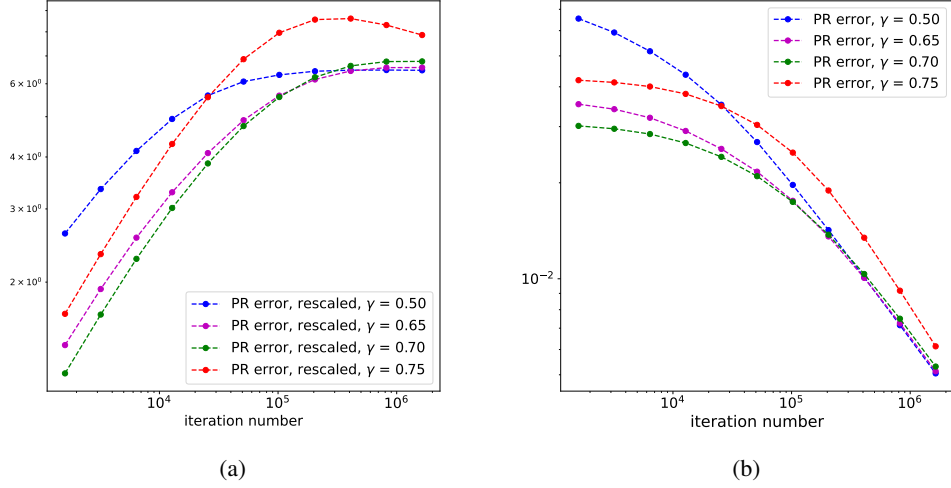 6 × 10⁰
4 × 10⁰
3 × 10⁰
2 × 10⁰
PR error, rescaled, γ = 0.50
PR error, rescaled, γ = 0.65
PR error, rescaled, γ = 0.70
PR error, rescaled, γ = 0.75
10⁴
10⁵
10⁶
iteration number
(a)
PR error, γ = 0.50
PR error, γ = 0.65
PR error, γ = 0.70
PR error, γ = 0.75
10⁻²
10⁴
10⁵
10⁶
iteration number
(b)